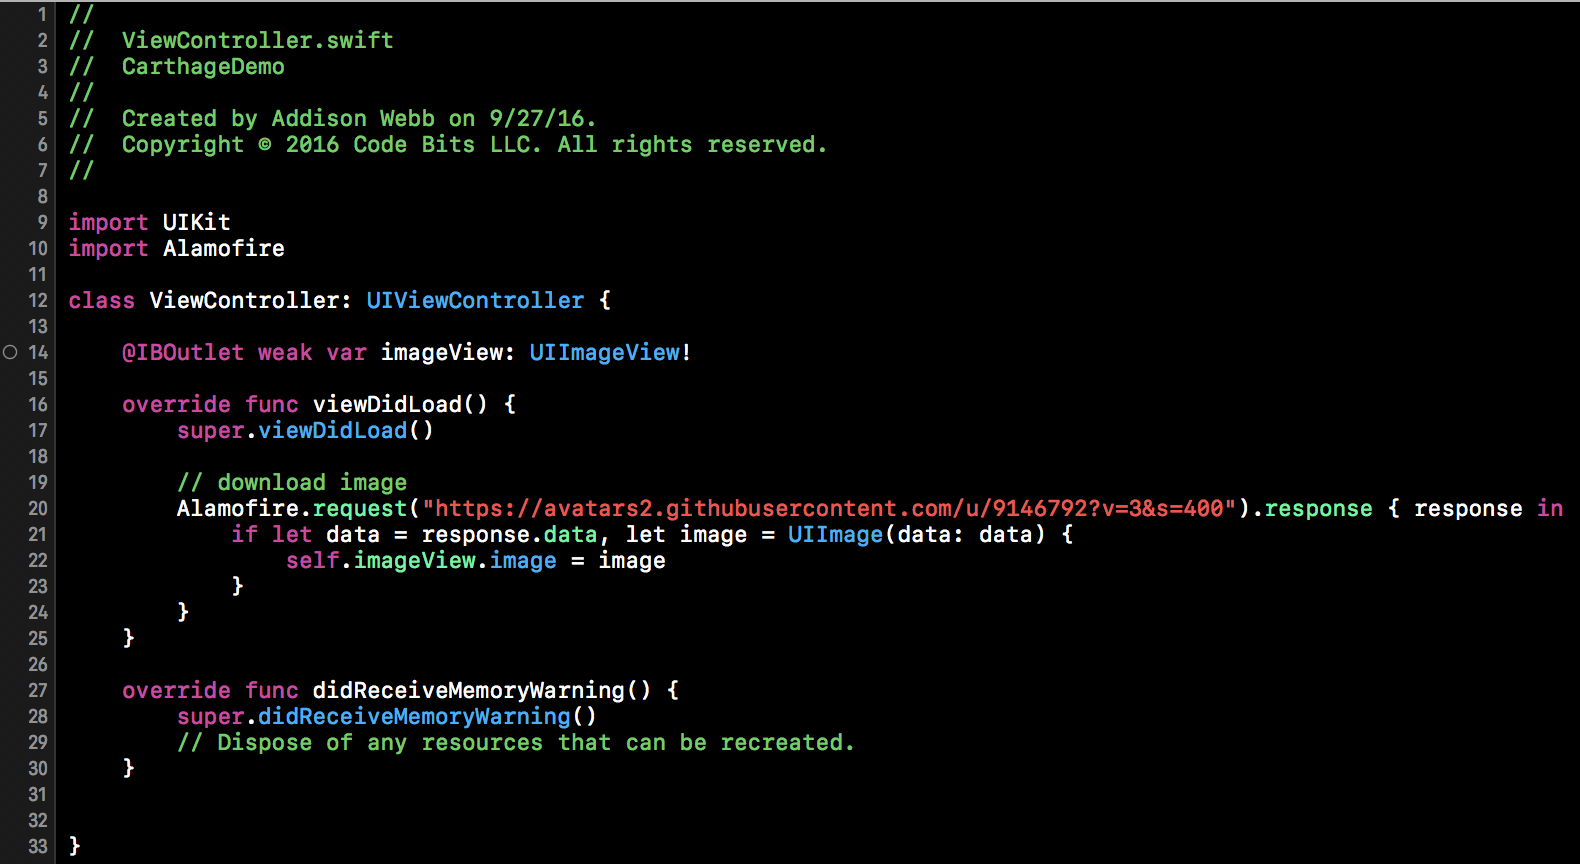 1 //
2 //  ViewController.swift
3 //  CarthageDemo
4 //
5 //  Created by Addison Webb on 9/27/16.
6 //  Copyright © 2016 Code Bits LLC. All rights reserved.
7 //
8
9 import UIKit
10 import Alamofire
11
12 class ViewController: UIViewController {
13
14     @IBOutlet weak var imageView: UIImageView!
15
16     override func viewDidLoad() {
17         super.viewDidLoad()
18
19         // download image
20         Alamofire.request("https://avatars2.githubusercontent.com/u/9146792?v=3&s=400").response { response in
21             if let data = response.data, let image = UIImage(data: data) {
22                 self.imageView.image = image
23             }
24         }
25     }
26
27     override func didReceiveMemoryWarning() {
28         super.didReceiveMemoryWarning()
29         // Dispose of any resources that can be recreated.
30     }
31
32
33 }